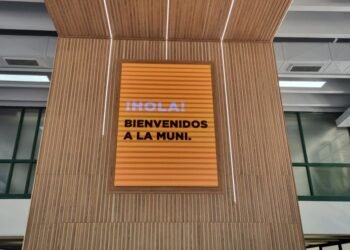 ¡HOLA!
BIENVENIDOS
A LA MUNI.